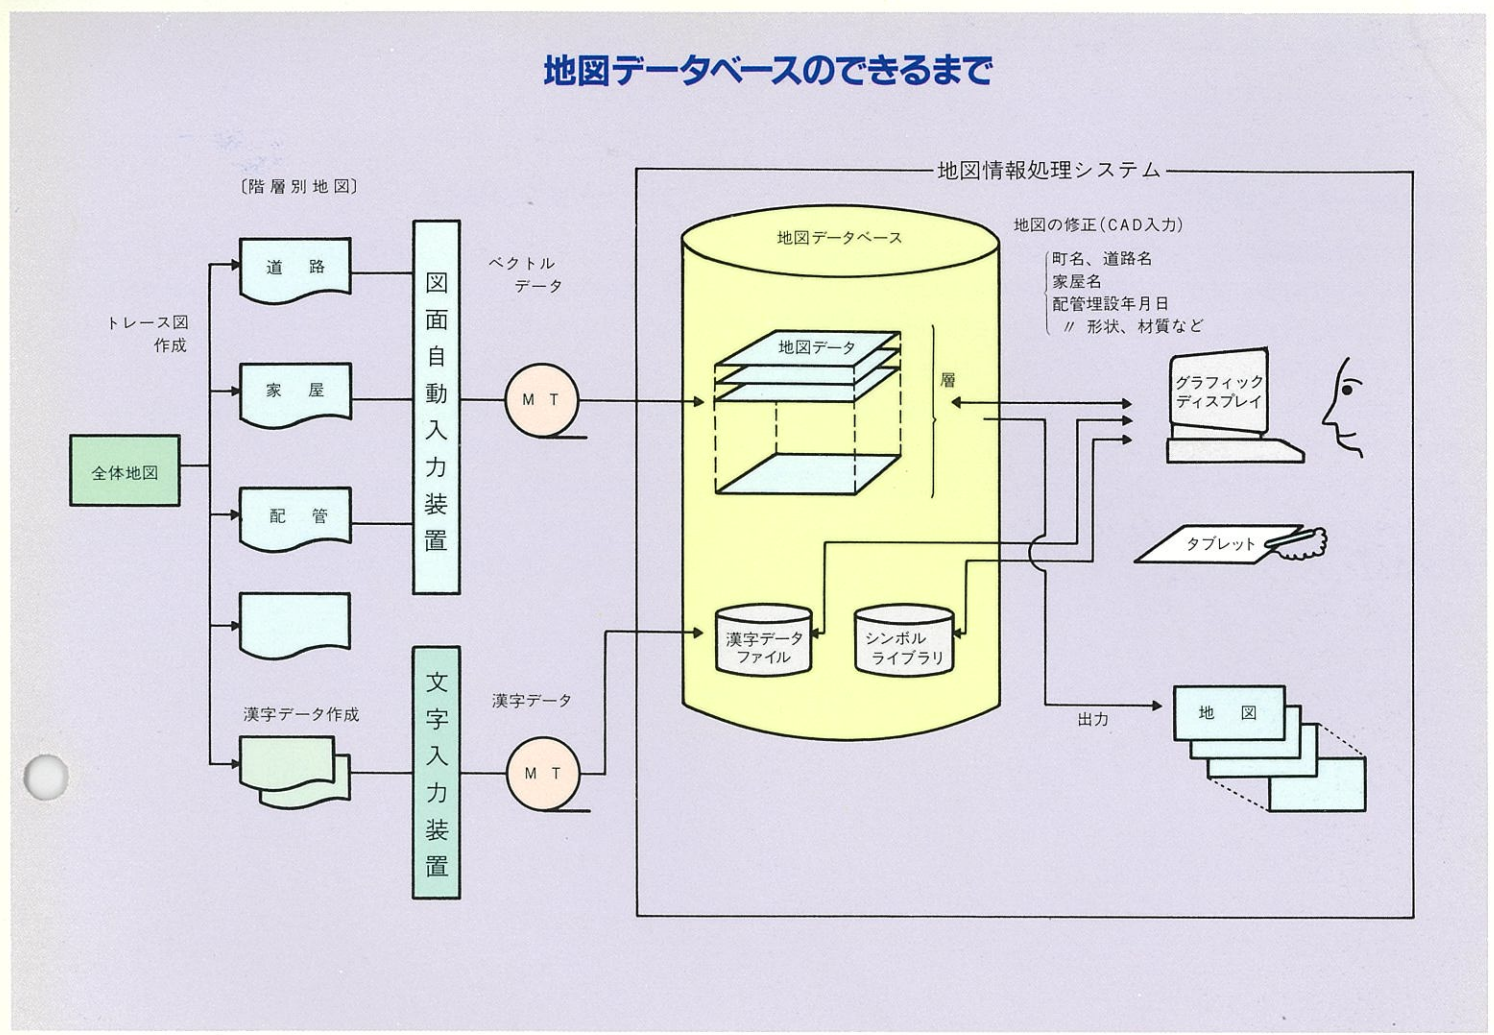 地図データベースのできるまで
〔階層別地図〕
トレース図
作成
全体地図
道　路
家　屋
配　管
漢字データ作成
図面自動入力装置
文字入力装置
ベクトル
データ
ＭＴ
漢字データ
ＭＴ
地図情報処理システム
地図データベース
地図データ
層
漢字データ
ファイル
シンボル
ライブラリ
地図の修正(CAD入力)
町名、道路名
家屋名
配管埋設年月日
〃 形状、材質など
グラフィック
ディスプレイ
タブレット
出力
地　図